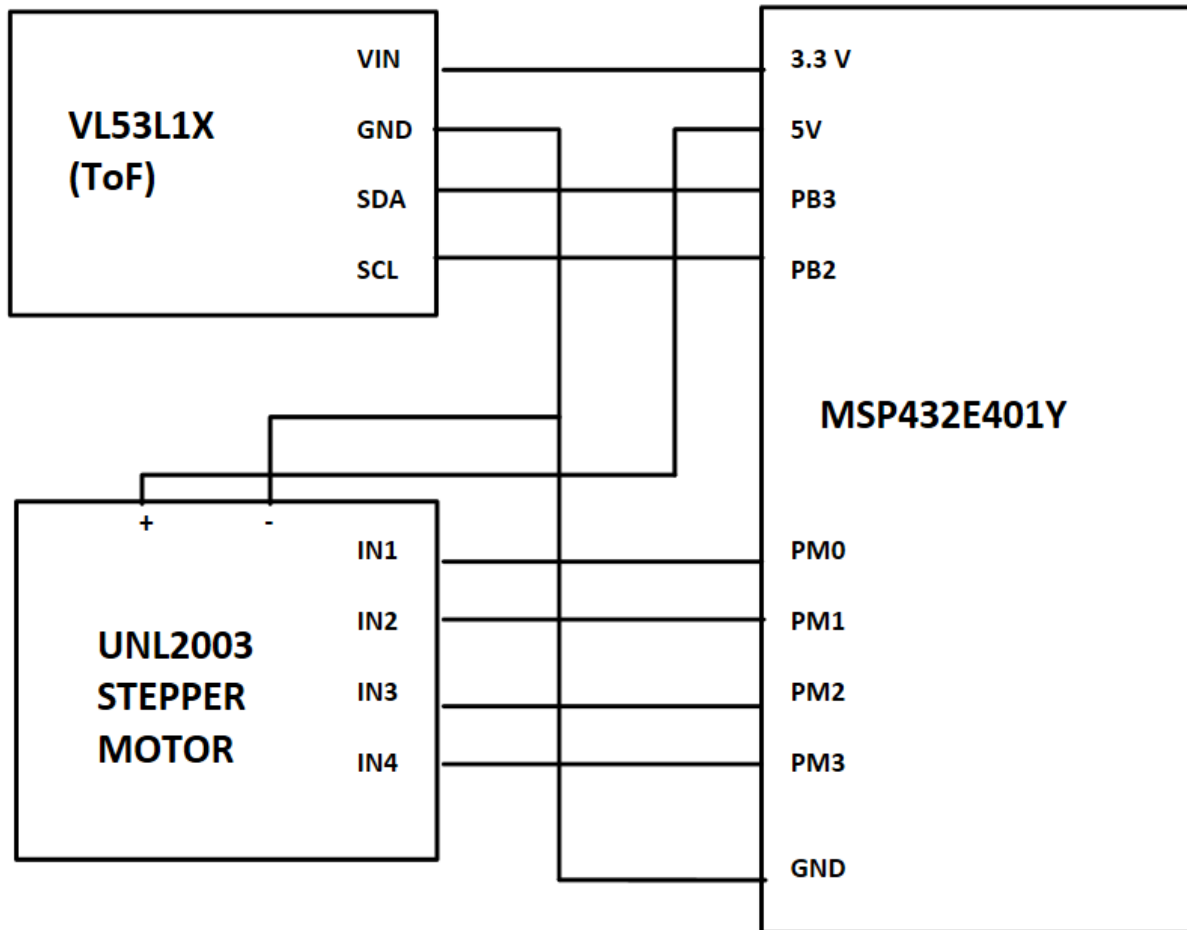 VL53L1X
(ToF)
VIN
GND
SDA
SCL
3.3 V
5V
PB3
PB2
MSP432E401Y
+
-
UNL2003
STEPPER
MOTOR
IN1
IN2
IN3
IN4
PM0
PM1
PM2
PM3
GND